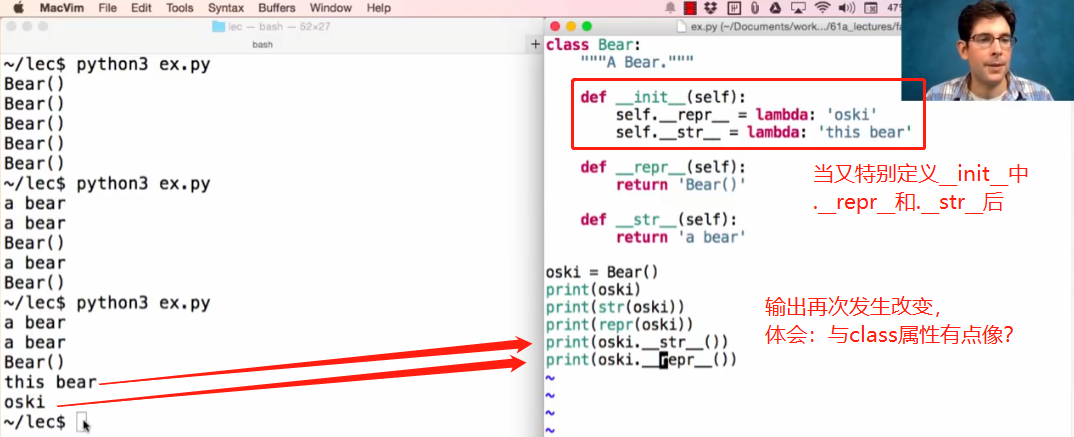 MacVim File Edit Tools Syntax Buffers Window Help
47%
lec — bash — 52×27
bash
+
~/lec$ python3 ex.py
Bear()
Bear()
Bear()
Bear()
Bear()
~/lec$ python3 ex.py
a bear
a bear
Bear()
a bear
Bear()
~/lec$ python3 ex.py
a bear
a bear
Bear()
this bear
oski
~/lec$
ex.py (~/Documents/work.../61a_lectures/fa
class Bear:
"""A Bear."""
def __init__(self):
self.__repr__ = lambda: 'oski'
self.__str__ = lambda: 'this bear'
def __repr__(self):
return 'Bear()'
def __str__(self):
return 'a bear'
oski = Bear()
print(oski)
print(str(oski))
print(repr(oski))
print(oski.__str__())
print(oski.__repr__())
~
~
~
~
当又特别定义__init__中
.__repr__和.__str__后
输出再次发生改变,
体会：与class属性有点像?